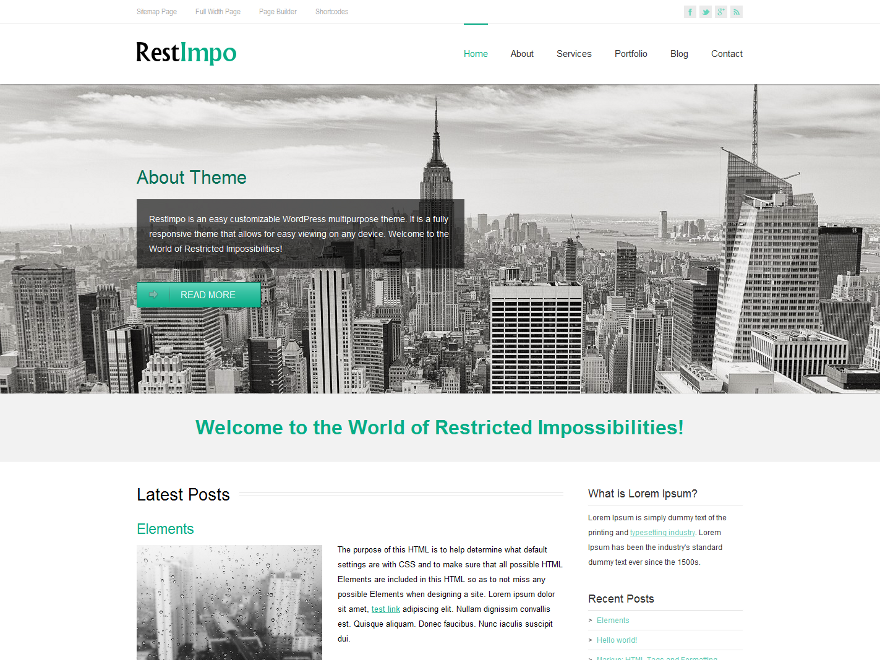 Sitemap Page Full Width Page Page Builder Shortcodes
RestImpo
Home About Services Portfolio Blog Contact
About Theme
RestImpo is an easy customizable WordPress multipurpose theme. It is a fully
responsive theme that allows for easy viewing on any device. Welcome to the
World of Restricted Impossibilities!
READ MORE
Welcome to the World of Restricted Impossibilities!
Latest Posts
Elements
The purpose of this HTML is to help determine what default
settings are with CSS and to make sure that all possible HTML
Elements are included in this HTML so as to not miss any
possible Elements when designing a site. Lorem ipsum dolor
sit amet, test link adipiscing elit. Nullam dignissim convallis
est. Quisque aliquam. Donec faucibus. Nunc iaculis suscipit
dui.
What is Lorem Ipsum?
Lorem Ipsum is simply dummy text of the
printing and typesetting industry. Lorem
Ipsum has been the industry's standard
dummy text ever since the 1500s.
Recent Posts
Elements
Hello world!
Markup: HTML Tags and Formatting